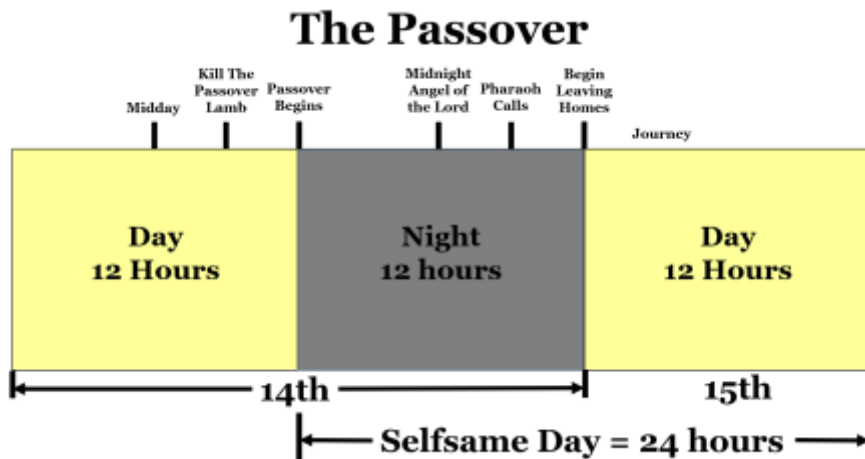 The Passover
Midday
Kill The
Passover
Lamb
Passover
Begins
Midnight
Angel of
the Lord
Pharaoh
Calls
Begin
Leaving
Homes
Journey
Day
12 Hours
Night
12 hours
Day
12 Hours
14th
15th
Selfsame Day = 24 hours